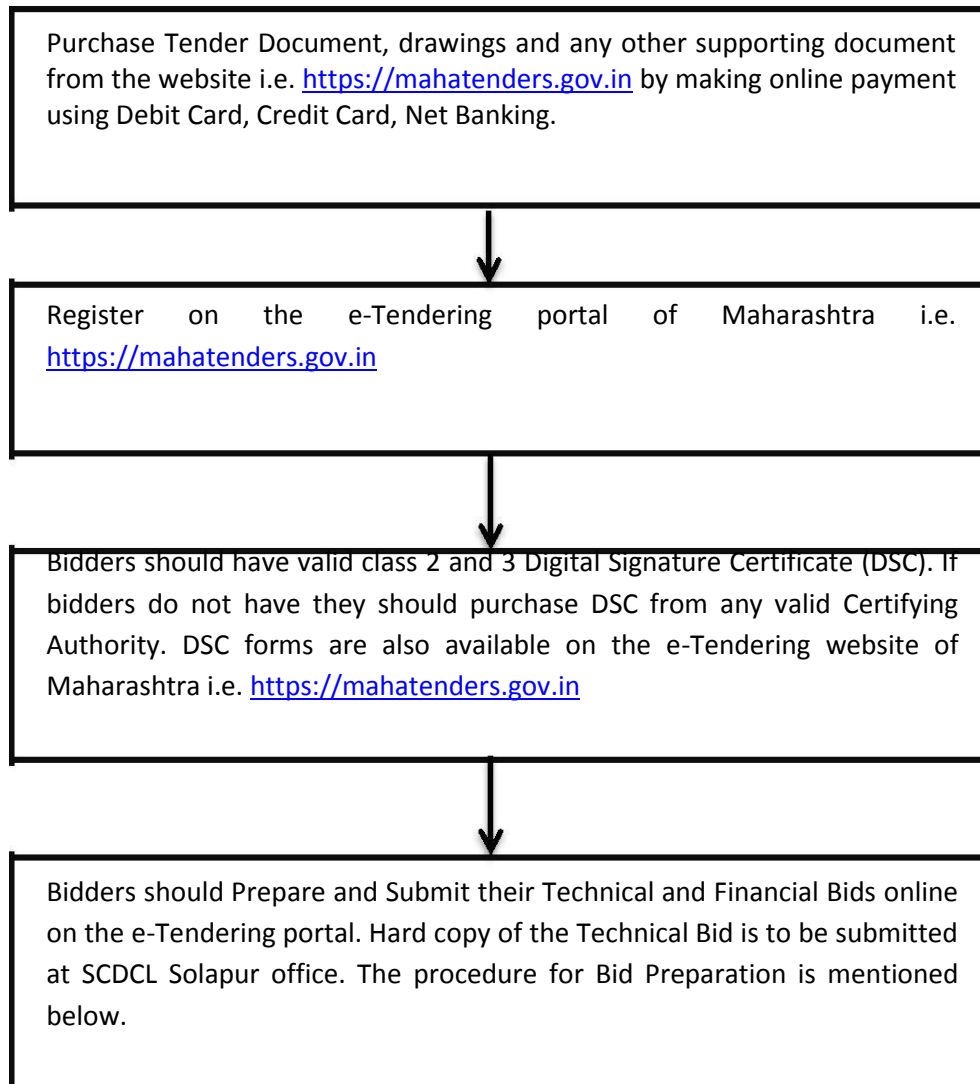 Purchase Tender Document, drawings and any other supporting document
from the website i.e. https://mahatenders.gov.in by making online payment
using Debit Card, Credit Card, Net Banking.
Register on the e-Tendering portal of Maharashtra i.e.
https://mahatenders.gov.in
Bidders should have valid class 2 and 3 Digital Signature Certificate (DSC). If
bidders do not have they should purchase DSC from any valid Certifying
Authority. DSC forms are also available on the e-Tendering website of
Maharashtra i.e. https://mahatenders.gov.in
Bidders should Prepare and Submit their Technical and Financial Bids online
on the e-Tendering portal. Hard copy of the Technical Bid is to be submitted
at SCDCL Solapur office. The procedure for Bid Preparation is mentioned
below.